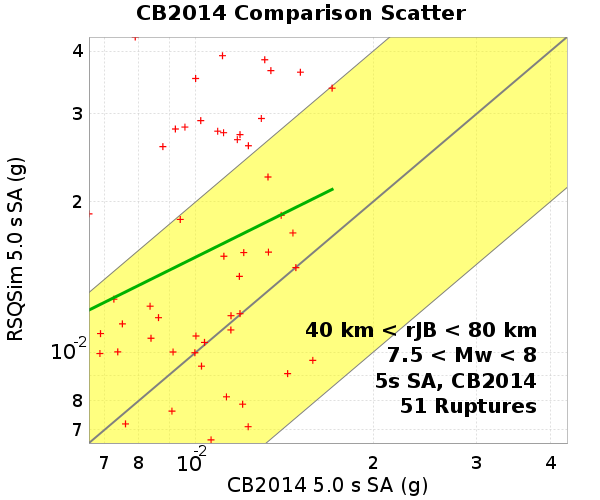 CB2014 Comparison Scatter
RSQSim 5.0 s SA (g)
4
3
2
10-2
8
7
40 km < rJB < 80 km
7.5 < Mw < 8
5s SA, CB2014
51 Ruptures
7 8 10-2 2 3 4
CB2014 5.0 s SA (g)